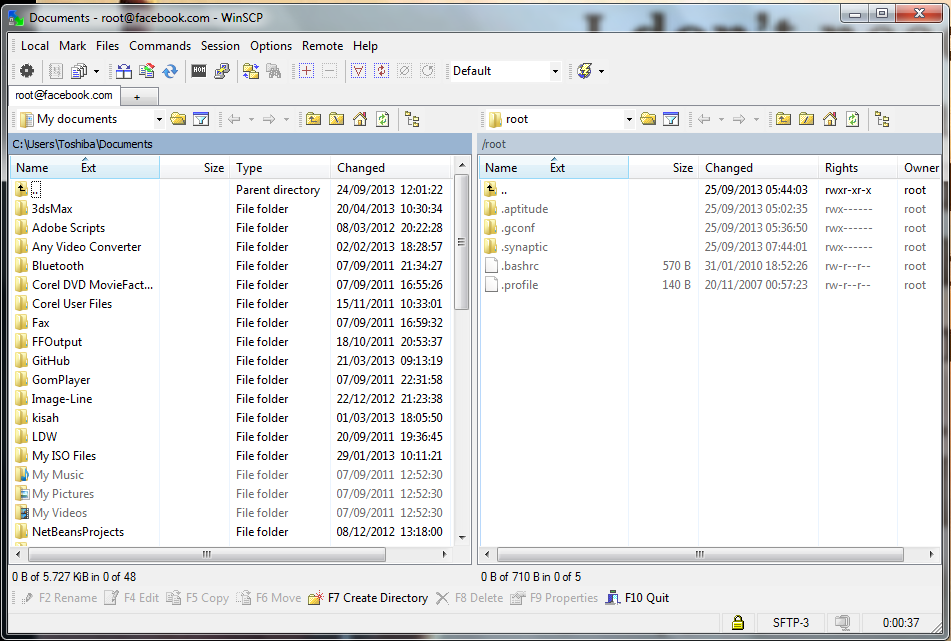 Documents - root@facebook.com - WinSCP
Local Mark Files Commands Session Options Remote Help
Default
root@facebook.com +
My documents
root
C:\Users\Toshiba\Documents
/root
Name Ext Size Type Changed
.. Parent directory 24/09/2013 12:01:22
3dsMax File folder 20/04/2013 10:30:34
Adobe Scripts File folder 08/03/2012 20:22:28
Any Video Converter File folder 02/02/2013 18:28:57
Bluetooth File folder 07/09/2011 21:34:27
Corel DVD MovieFact... File folder 07/09/2011 16:55:26
Corel User Files File folder 15/11/2011 10:33:01
Fax File folder 07/09/2011 16:59:32
FFOutput File folder 18/10/2011 20:53:37
GitHub File folder 21/03/2013 09:13:19
GomPlayer File folder 07/09/2011 22:31:58
Image-Line File folder 22/12/2012 21:23:38
kisah File folder 01/03/2013 18:05:50
LDW File folder 20/09/2011 19:36:45
My ISO Files File folder 29/01/2013 10:11:21
My Music File folder 07/09/2011 12:52:30
My Pictures File folder 07/09/2011 12:52:30
My Videos File folder 07/09/2011 12:52:30
NetBeansProjects File folder 08/12/2012 13:18:00
Name Ext Size Changed Rights Owner
.. 25/09/2013 05:44:03 rwxr-xr-x root
.aptitude 25/09/2013 05:02:35 rwx------ root
.gconf 25/09/2013 05:36:50 rwx------ root
.synaptic 25/09/2013 07:44:01 rwx------ root
.bashrc 570 B 31/01/2010 18:52:26 rw-r--r-- root
.profile 140 B 20/11/2007 00:57:23 rw-r--r-- root
0 B of 5.727 KiB in 0 of 48
0 B of 710 B in 0 of 5
F2 Rename F4 Edit F5 Copy F6 Move F7 Create Directory F8 Delete F9 Properties F10 Quit
SFTP-3 0:00:37